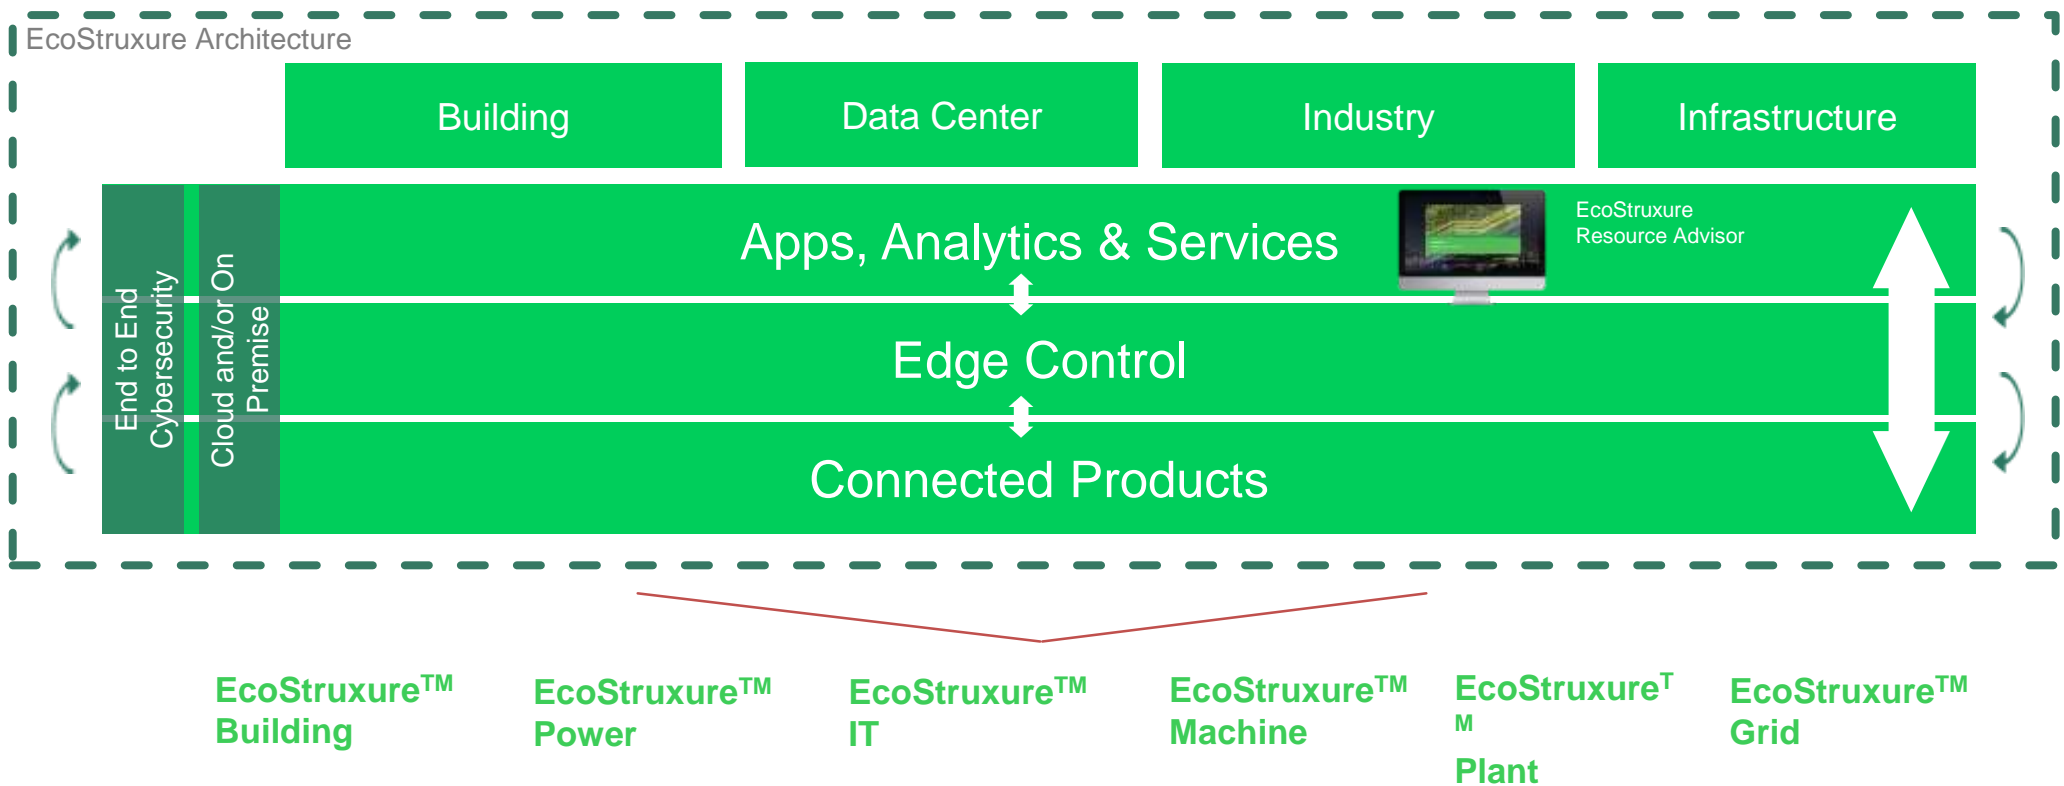 EcoStruxure Architecture
Building
Data Center
Industry
Infrastructure
End to End
Cybersecurity
Cloud and/or On
Premise
Apps, Analytics & Services
EcoStruxure
Resource Advisor
Edge Control
Connected Products
EcoStruxure™
Building
EcoStruxure™
Power
EcoStruxure™
IT
EcoStruxure™
Machine
EcoStruxureT
M
Plant
EcoStruxure™
Grid